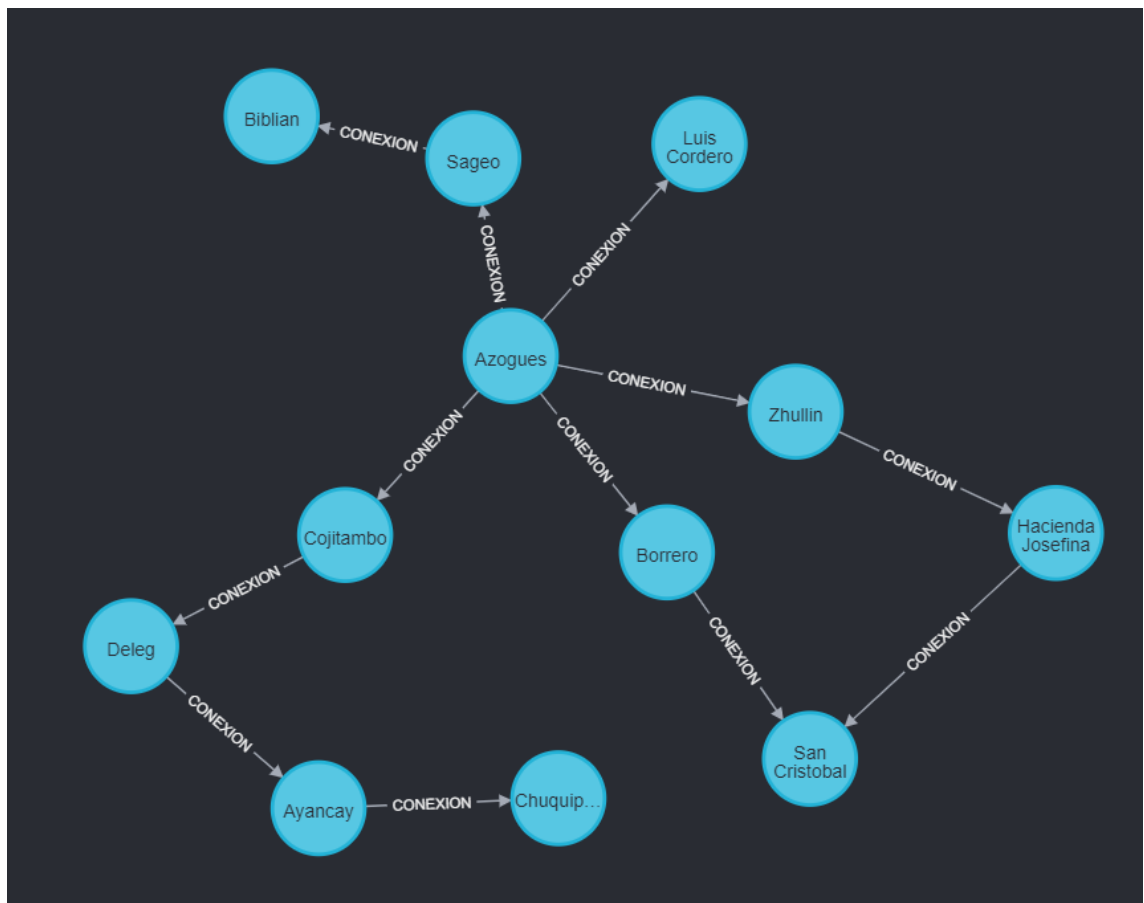 Biblian
CONEXION
Sageo
Luis
Cordero
CONEXION
CONEXION
Azogues
CONEXION
Zhullin
CONEXION
CONEXION
CONEXION
Cojitambo
Borrero
Hacienda
Josefina
CONEXION
Deleg
CONEXION
CONEXION
CONEXION
San
Cristobal
Ayancay
CONEXION
Chuquip...